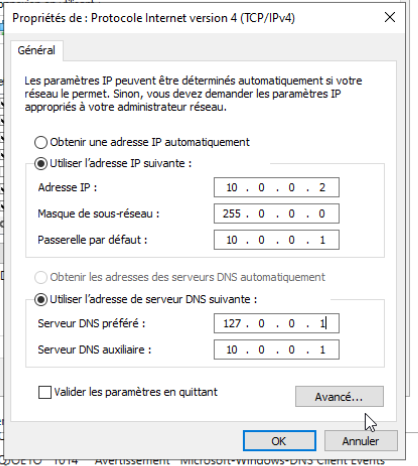 Propriétés de : Protocole Internet version 4 (TCP/IPv4)
Général
Les paramètres IP peuvent être déterminés automatiquement si votre
réseau le permet. Sinon, vous devez demander les paramètres IP
appropriés à votre administrateur réseau.
Obtenir une adresse IP automatiquement
Utiliser l'adresse IP suivante :
Adresse IP : 10 . 0 . 0 . 2
Masque de sous-réseau : 255 . 0 . 0 . 0
Passerelle par défaut : 10 . 0 . 0 . 1
Obtenir les adresses des serveurs DNS automatiquement
Utiliser l'adresse de serveur DNS suivante :
Serveur DNS préféré : 127 . 0 . 0 . 1
Serveur DNS auxiliaire : 10 . 0 . 0 . 1
Valider les paramètres en quittant
Avancé...
OK Annuler
1014 Avertissement Microsoft-Windows-DNS Client Events